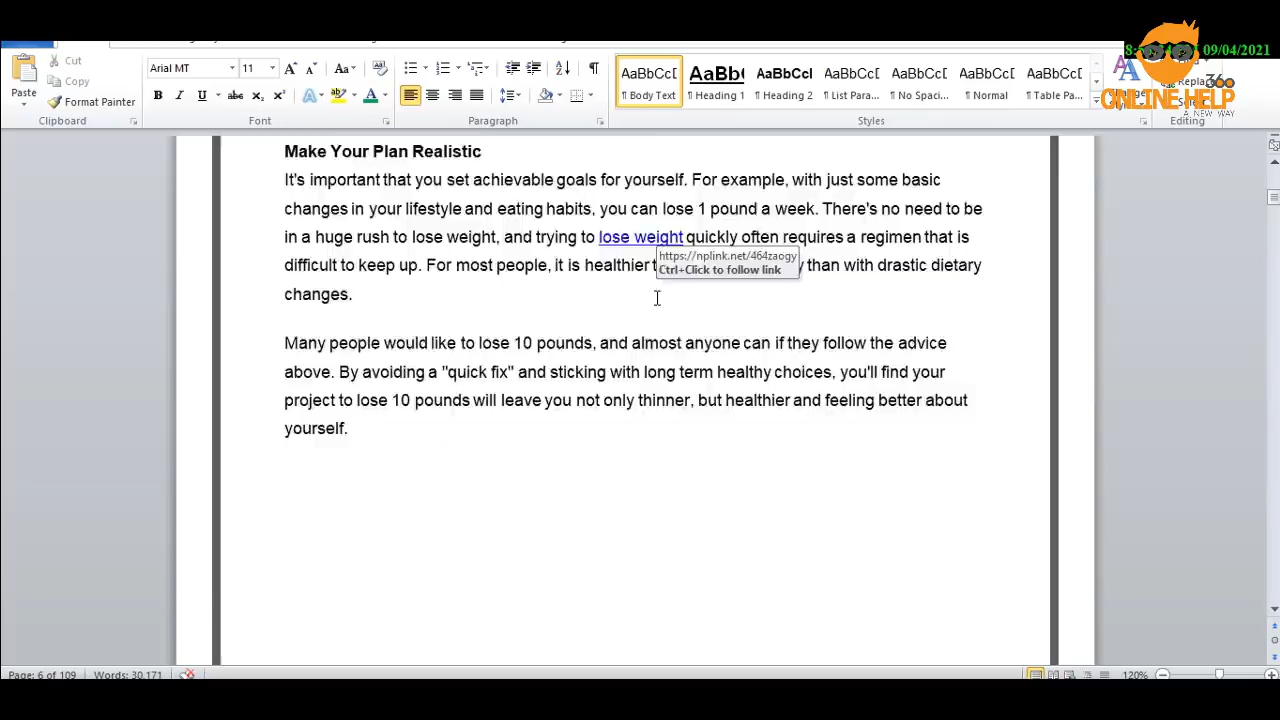 Cut
Copy
Format Painter
Paste
Clipboard
Arial MT
11
Font
Paragraph
AaBbCcD
¶ Body Text
AaBb(
¶ Heading 1
AaBbCcI
¶ Heading 2
AaBbCcD
¶ List Para...
AaBbCcD
¶ No Spaci...
AaBbCcD
¶ Normal
AaBbCcD
¶ Table Pa...
Styles
Editing
09/04/2021
360
ONLINE HELP
A NEW WAY
Make Your Plan Realistic
It's important that you set achievable goals for yourself. For example, with just some basic
changes in your lifestyle and eating habits, you can lose 1 pound a week. There's no need to be
in a huge rush to lose weight, and trying to lose weight quickly often requires a regimen that is
https://nplink.net/464zaogy
Ctrl+Click to follow link
difficult to keep up. For most people, it is healthier than with drastic dietary
changes.
Many people would like to lose 10 pounds, and almost anyone can if they follow the advice
above. By avoiding a "quick fix" and sticking with long term healthy choices, you'll find your
project to lose 10 pounds will leave you not only thinner, but healthier and feeling better about
yourself.
Page: 6 of 109
Words: 30,171
120%